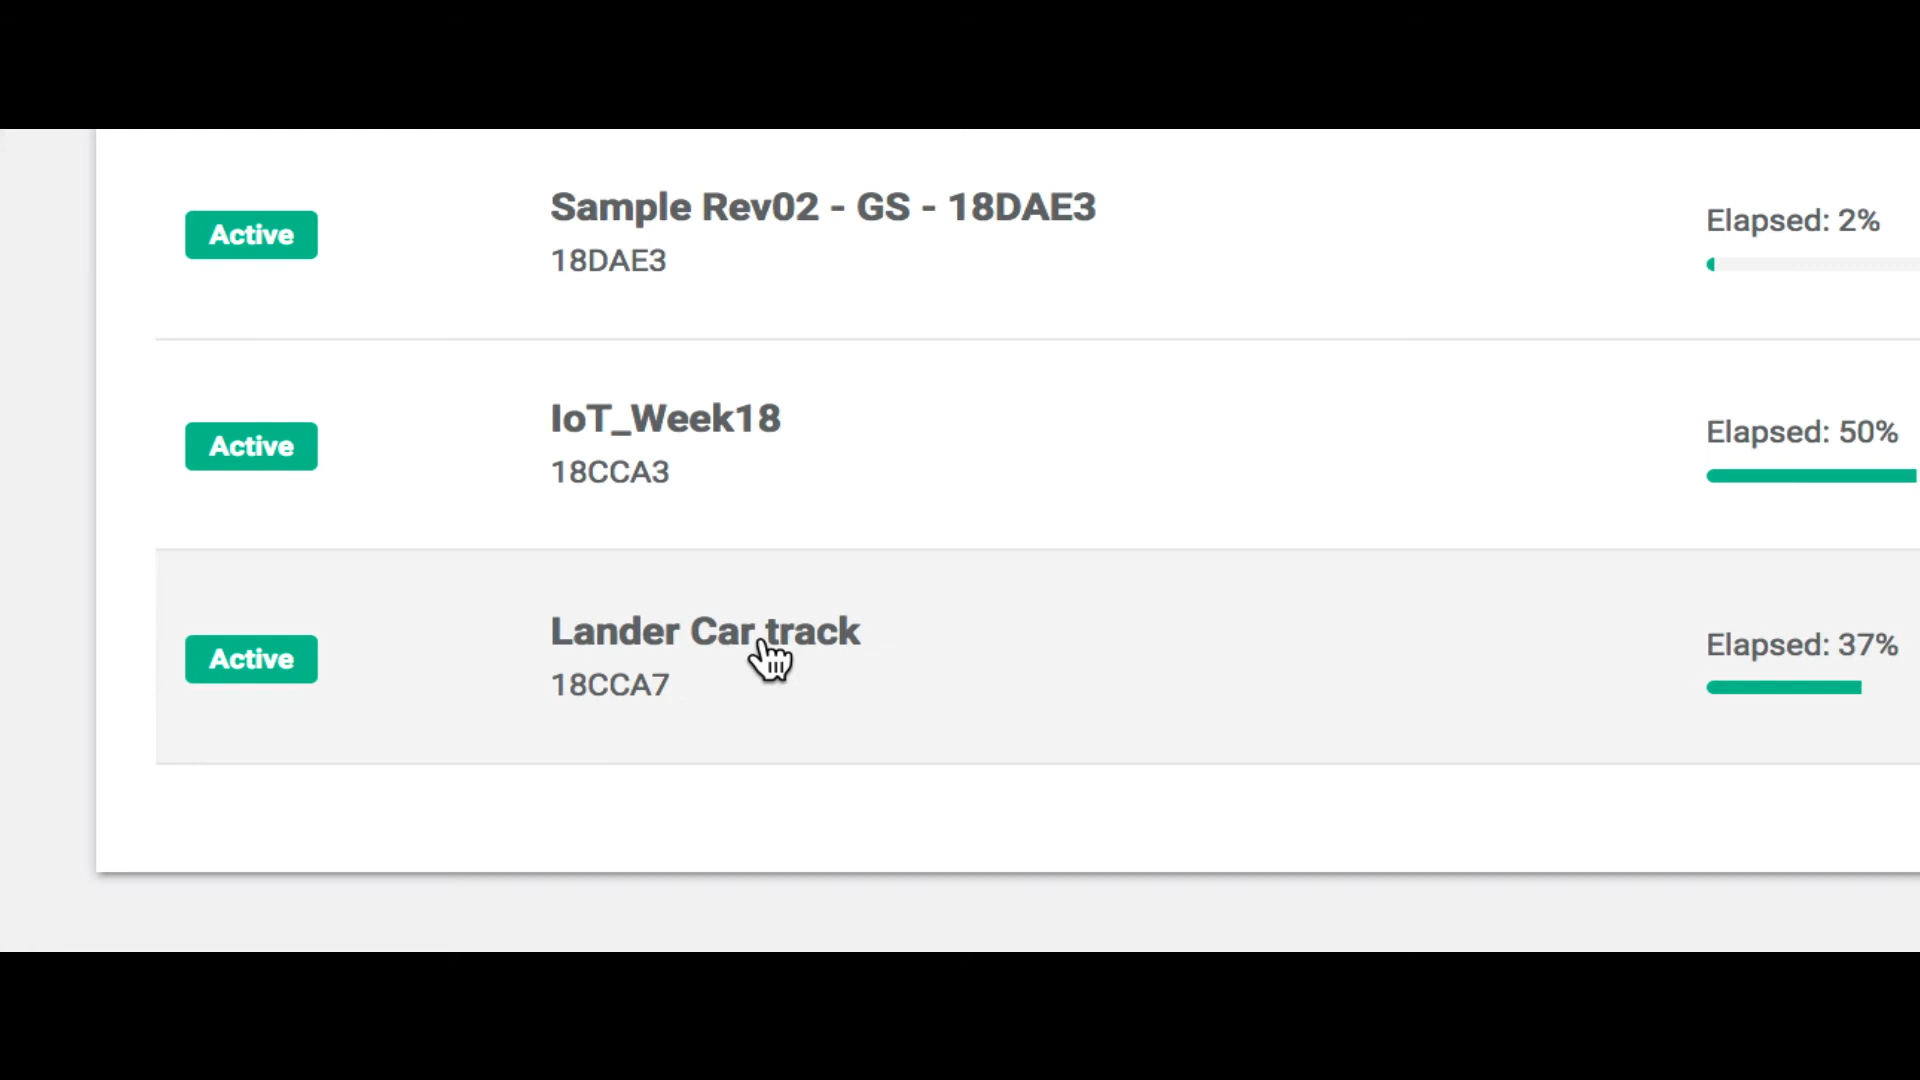 Sample Rev02 - GS - 18DAE3
Active
18DAE3
Elapsed: 2%
IoT_Week18
Active
18CCA3
Elapsed: 50%
Lander Car track
Active
18CCA7
Elapsed: 37%